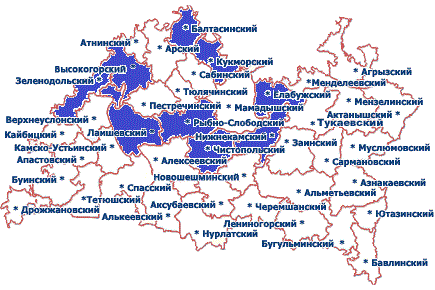 * Балтасинский
Атнинский *
* Арский
* Кукморский
Высокогорский *
* Сабинский
* Агрызский
Зеленодольский *
* Менделеевский
* Тюлячинский
* Елабужский
* Мензелинский
* Пестречинский
* Мамадышский
Актанышский *
Верхнеуслонский *
* Рыбно-Слободский
* Тукаевский
Кайбицкий *
Лаишевский *
Нижнекамский *
* Заинский
Камско-Устьинский *
* Чистопольский
* Муслюмовский
Апастовский *
* Алексеевский
* Сармановский
Буинский *
Новошешминский *
* Азнакаевский
* Спасский
* Альметьевский
* Тетюшский
Аксубаевский *
* Черемшанский
* Дрожжановский
Алькеевский *
* Ютазинский
Лениногорский *
* Нурлатский
Бугульминский *
* Бавлинский